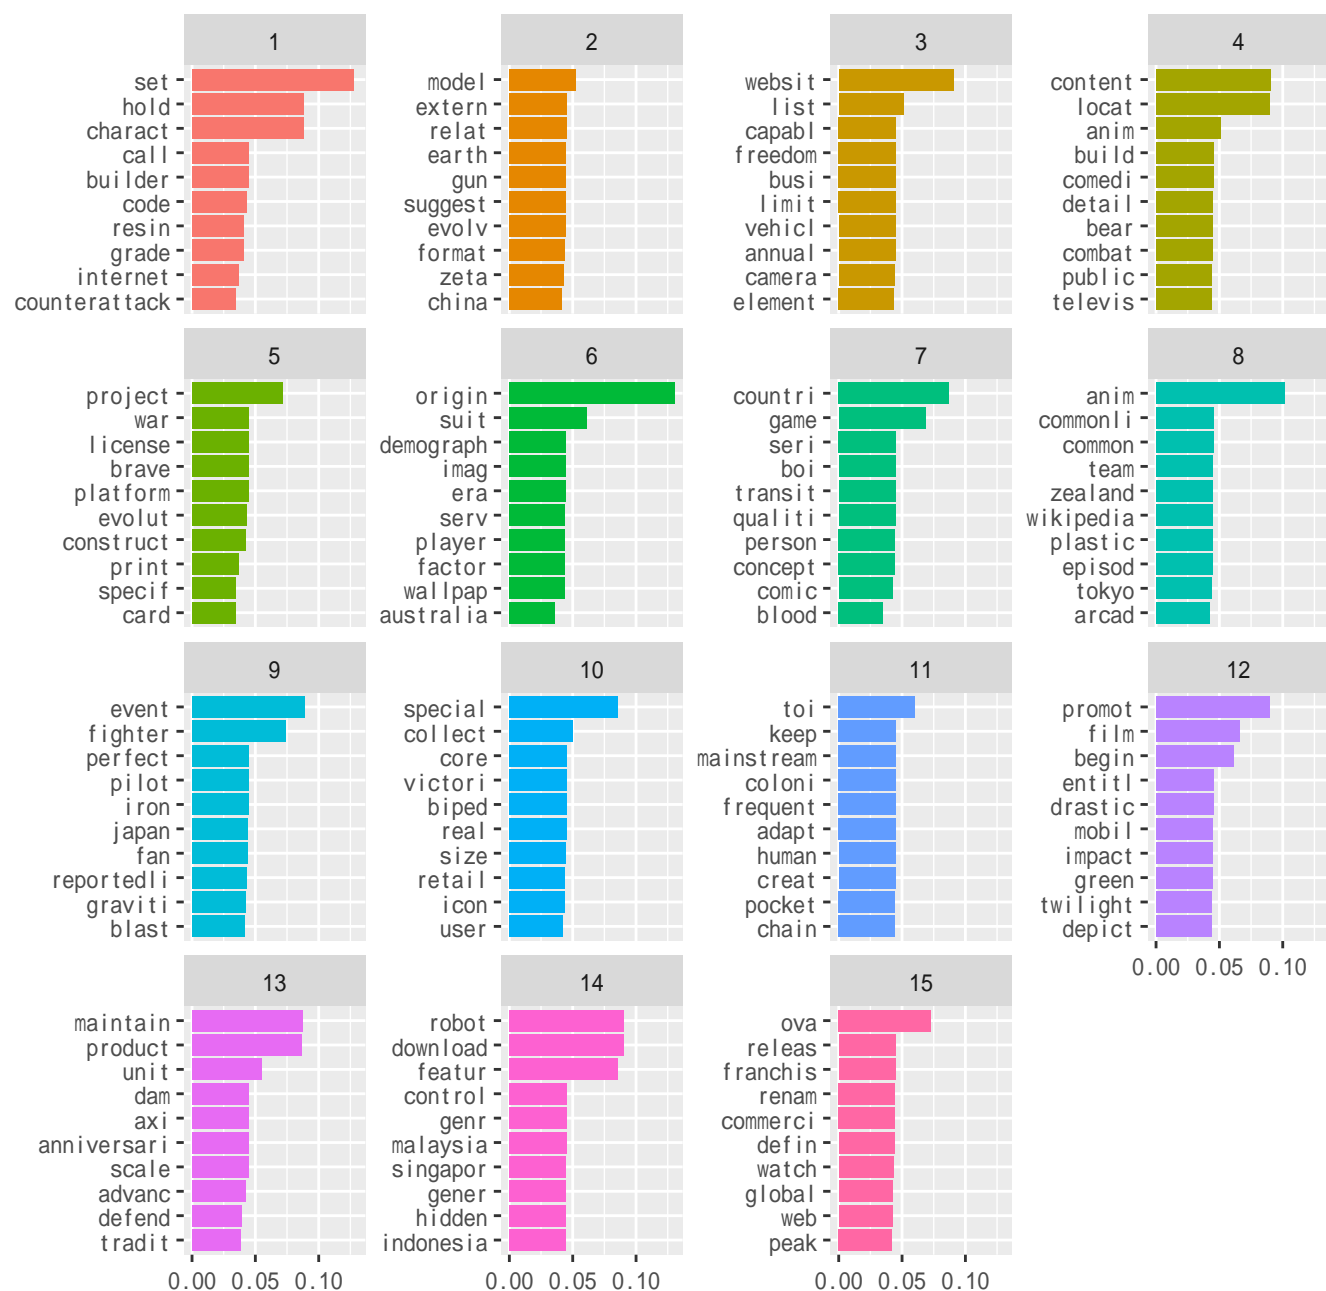 1
set
hold
charact
call
builder
code
resin
grade
internet
counterattack
2
model
extern
relat
earth
gun
suggest
evolv
format
zeta
china
3
websit
list
capabl
freedom
busi
limit
vehicl
annual
camera
element
4
content
locat
anim
build
comedi
detail
bear
combat
public
televis
5
project
war
license
brave
platform
evolut
construct
print
specif
card
6
origin
suit
demograph
imag
era
serv
player
factor
wallpap
australia
7
countri
game
seri
boi
transit
qualiti
person
concept
comic
blood
8
anim
commonli
common
team
zealand
wikipedia
plastic
episod
tokyo
arcad
9
event
fighter
perfect
pilot
iron
japan
fan
reportedli
graviti
blast
10
special
collect
core
victori
biped
real
size
retail
icon
user
11
toi
keep
mainstream
coloni
frequent
adapt
human
creat
pocket
chain
12
promot
film
begin
entitl
drastic
mobil
impact
green
twilight
depict
0.00 0.05 0.10
13
maintain
product
unit
dam
axi
anniversari
scale
advanc
defend
tradit
0.00 0.05 0.10
14
robot
download
featur
control
genr
malaysia
singapor
gener
hidden
indonesia
0.00 0.05 0.10
15
ova
releas
franchis
renam
commerci
defin
watch
global
web
peak
0.00 0.05 0.10